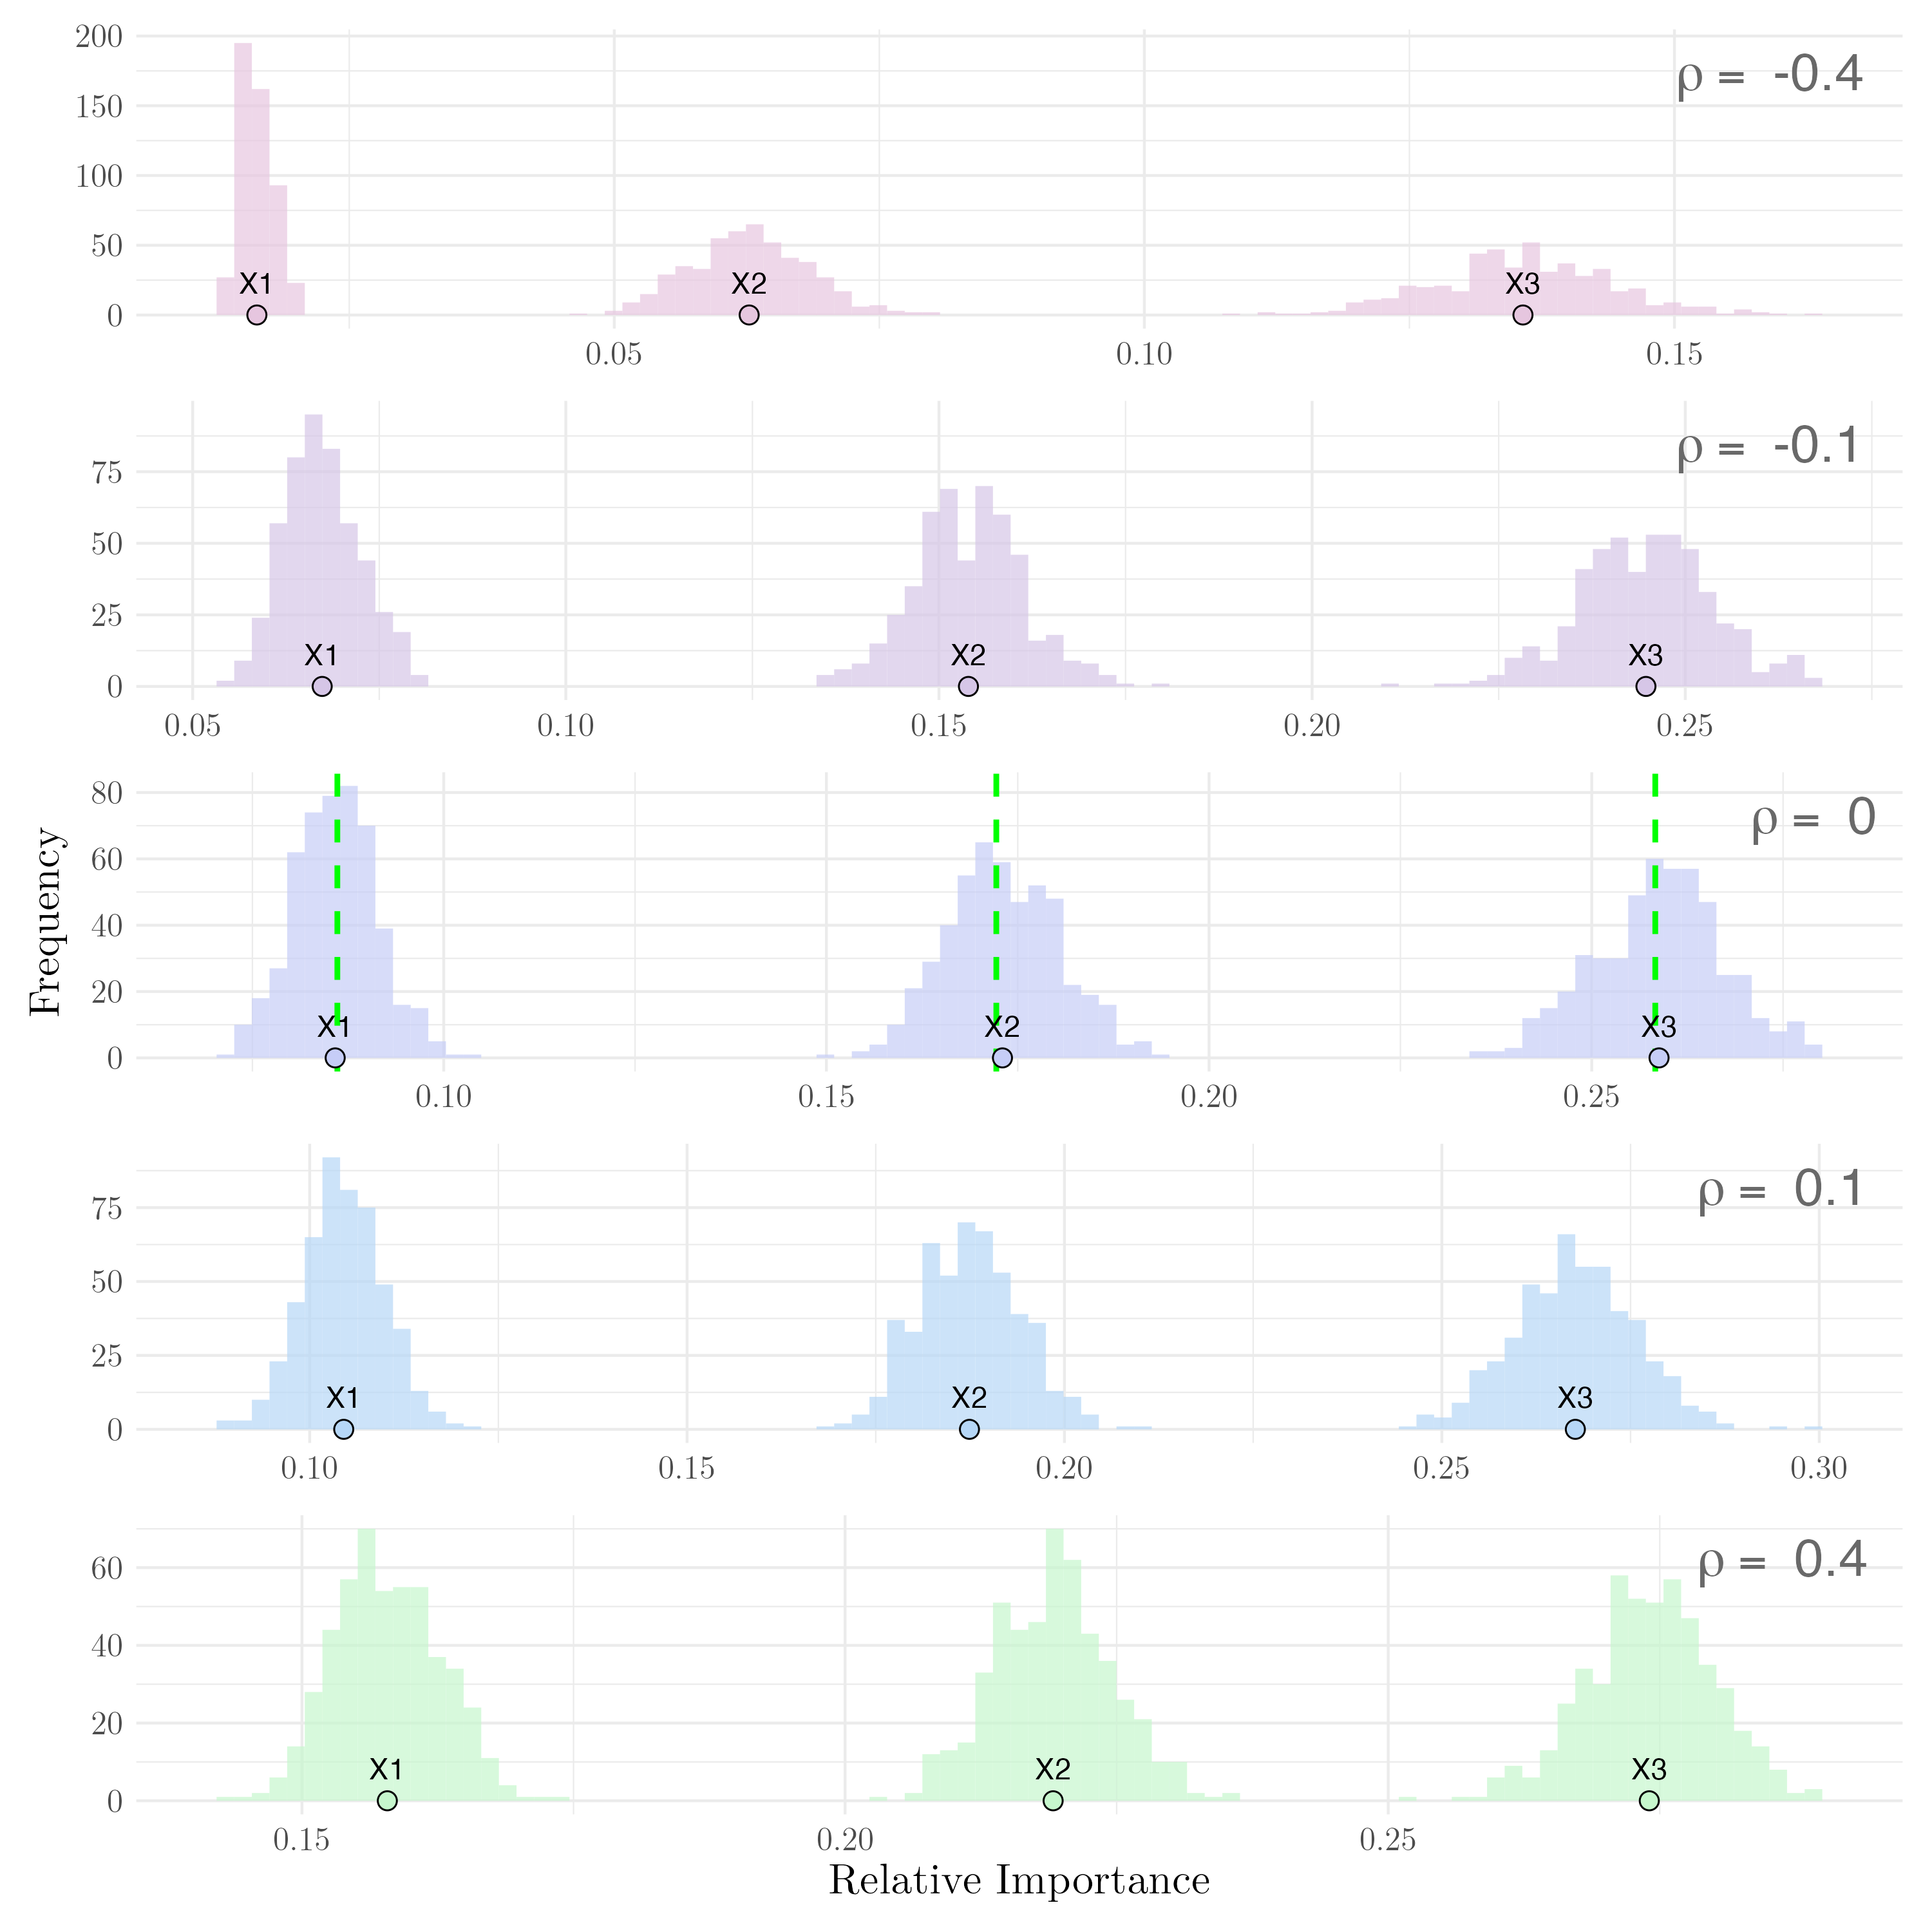 200
150
100
50
0
ρ = -0.4
X1
X2
X3
0.05
0.10
0.15
75
50
25
0
ρ = -0.1
X1
X2
X3
0.05
0.10
0.15
0.20
0.25
Frequency
80
60
40
20
0
ρ = 0
X1
X2
X3
0.10
0.15
0.20
0.25
75
50
25
0
ρ = 0.1
X1
X2
X3
0.10
0.15
0.20
0.25
0.30
60
40
20
0
ρ = 0.4
X1
X2
X3
0.15
0.20
0.25
Relative Importance